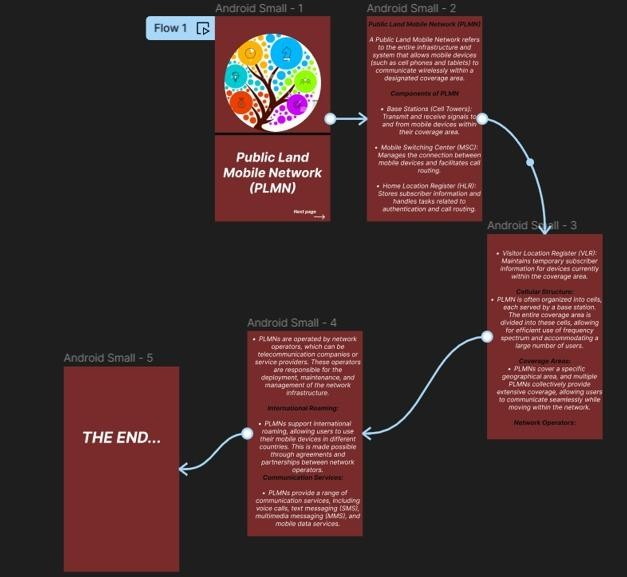 Flow 1
Android Small - 1
Public Land
Mobile Network
(PLMN)
Next page
Android Small - 2
Public Land Mobile Network (PLMN)
A Public Land Mobile Network refers
to the entire infrastructure and
system that allows mobile devices
(such as cell phones and tablets) to
communicate wirelessly within a
designated coverage area.
Components of PLMN
• Base Stations (Cell Towers):
Transmit and receive signals to
and from mobile devices within
their coverage area.
• Mobile Switching Center (MSC):
Manages the connection between
mobile devices and facilitates call
routing.
• Home Location Register (HLR):
Stores subscriber information and
handles tasks related to
authentication and call routing.
Android Small - 3
• Visitor Location Register (VLR):
Maintains temporary subscriber
information for devices currently
within the coverage area.
Cellular Structure:
• PLMN is often organized into cells,
each served by a base station.
The entire coverage area is
divided into these cells, allowing
for efficient use of frequency
spectrum and accommodating a
large number of users.
Coverage Areas:
• PLMNs cover a specific
geographical area, and multiple
PLMNs collectively provide
extensive coverage, allowing users
to communicate seamlessly while
moving within the network.
Network Operators:
Android Small - 4
• PLMNs are operated by network
operators, which can be
telecommunication companies or
service providers. These operators
are responsible for the
deployment, maintenance, and
management of the network
infrastructure.
International Roaming:
• PLMNs support international
roaming, allowing users to use
their mobile devices in different
countries. This is made possible
through agreements and
partnerships between network
operators.
Communication Services:
• PLMNs provide a range of
communication services, including
voice calls, text messaging (SMS),
multimedia messaging (MMS), and
mobile data services.
Android Small - 5
THE END...